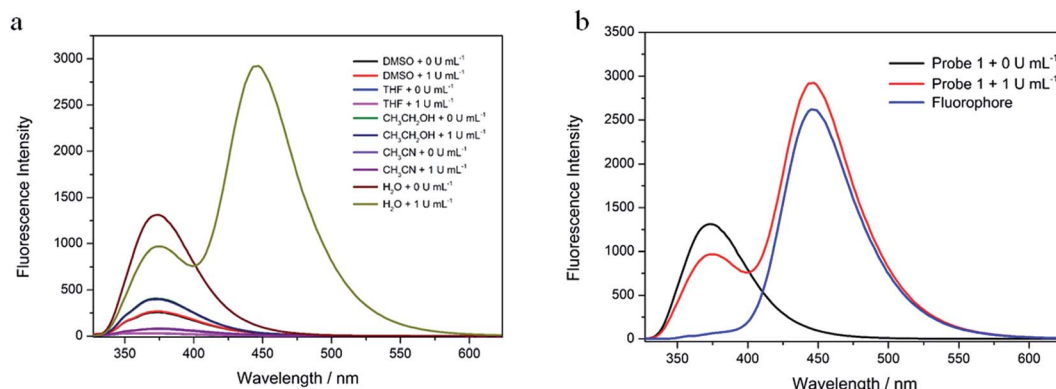 a
Fluorescence Intensity
3000
2500
2000
1500
1000
500
250
0
DMSO + 0 U mL⁻¹
DMSO + 1 U mL⁻¹
THF + 0 U mL⁻¹
THF + 1 U mL⁻¹
CH₃CH₂OH + 0 U mL⁻¹
CH₃CH₂OH + 1 U mL⁻¹
CH₃CN + 0 U mL⁻¹
CH₃CN + 1 U mL⁻¹
H₂O + 0 U mL⁻¹
H₂O + 1 U mL⁻¹
350 400 450 500 550 600
Wavelength / nm
b
Fluorescence Intensity
3500
3000
2500
2000
1500
1000
500
0
Probe 1 + 0 U mL⁻¹
Probe 1 + 1 U mL⁻¹
Fluorophore
350 400 450 500 550 600
Wavelength / nm